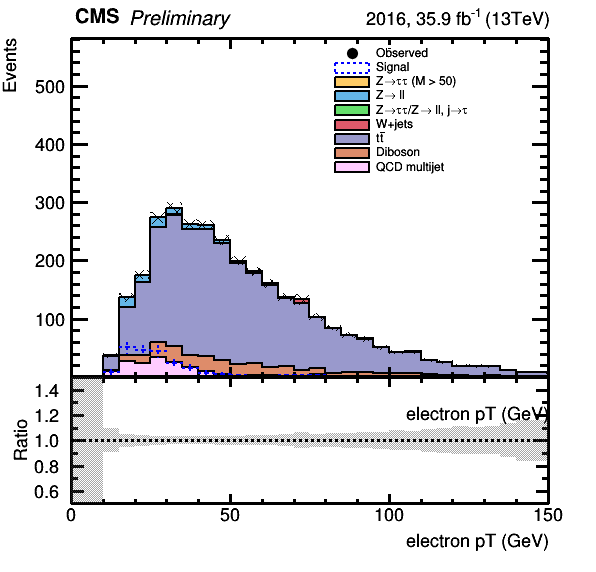 CMS Preliminary 2016, 35.9 fb⁻¹ (13TeV)
Events
500
400
300
200
100
Observed
Signal
Z→ττ (M > 50)
Z→ ll
Z→ττ/Z→ ll, j→τ
W+jets
tt̄
Diboson
QCD multijet
electron pT (GeV)
Ratio
1.4
1.2
1.0
0.8
0.6
0 50 100 150
electron pT (GeV)